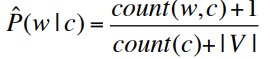 P̂(w|c) = count(w,c)+1 / count(c)+|V|